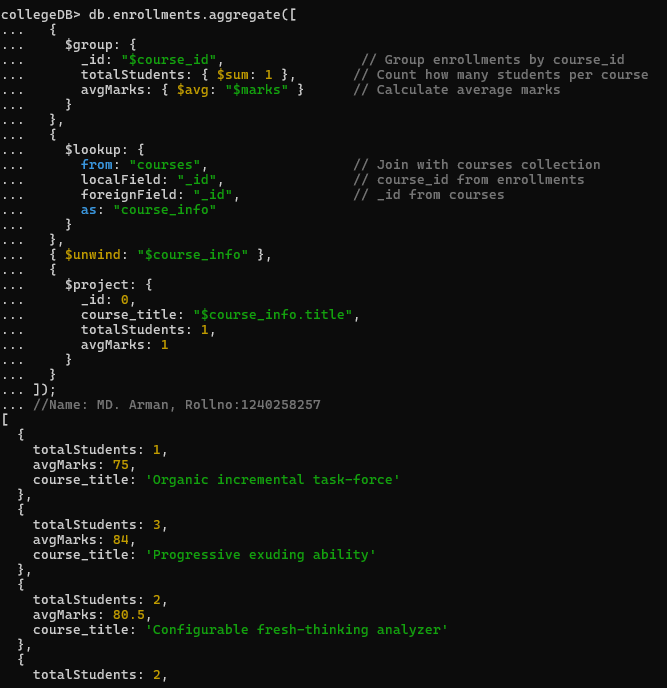 collegeDB> db.enrollments.aggregate([
...   {
...     $group: {
...       _id: "$course_id",                 // Group enrollments by course_id
...       totalStudents: { $sum: 1 },       // Count how many students per course
...       avgMarks: { $avg: "$marks" }      // Calculate average marks
...     }
...   },
...   {
...     $lookup: {
...       from: "courses",                  // Join with courses collection
...       localField: "_id",                // course_id from enrollments
...       foreignField: "_id",              // _id from courses
...       as: "course_info"
...     }
...   },
...   { $unwind: "$course_info" },
...   {
...     $project: {
...       _id: 0,
...       course_title: "$course_info.title",
...       totalStudents: 1,
...       avgMarks: 1
...     }
...   }
... ]);
... //Name: MD. Arman, Rollno:1240258257
[
  {
    totalStudents: 1,
    avgMarks: 75,
    course_title: 'Organic incremental task-force'
  },
  {
    totalStudents: 3,
    avgMarks: 84,
    course_title: 'Progressive exuding ability'
  },
  {
    totalStudents: 2,
    avgMarks: 80.5,
    course_title: 'Configurable fresh-thinking analyzer'
  },
  {
    totalStudents: 2,